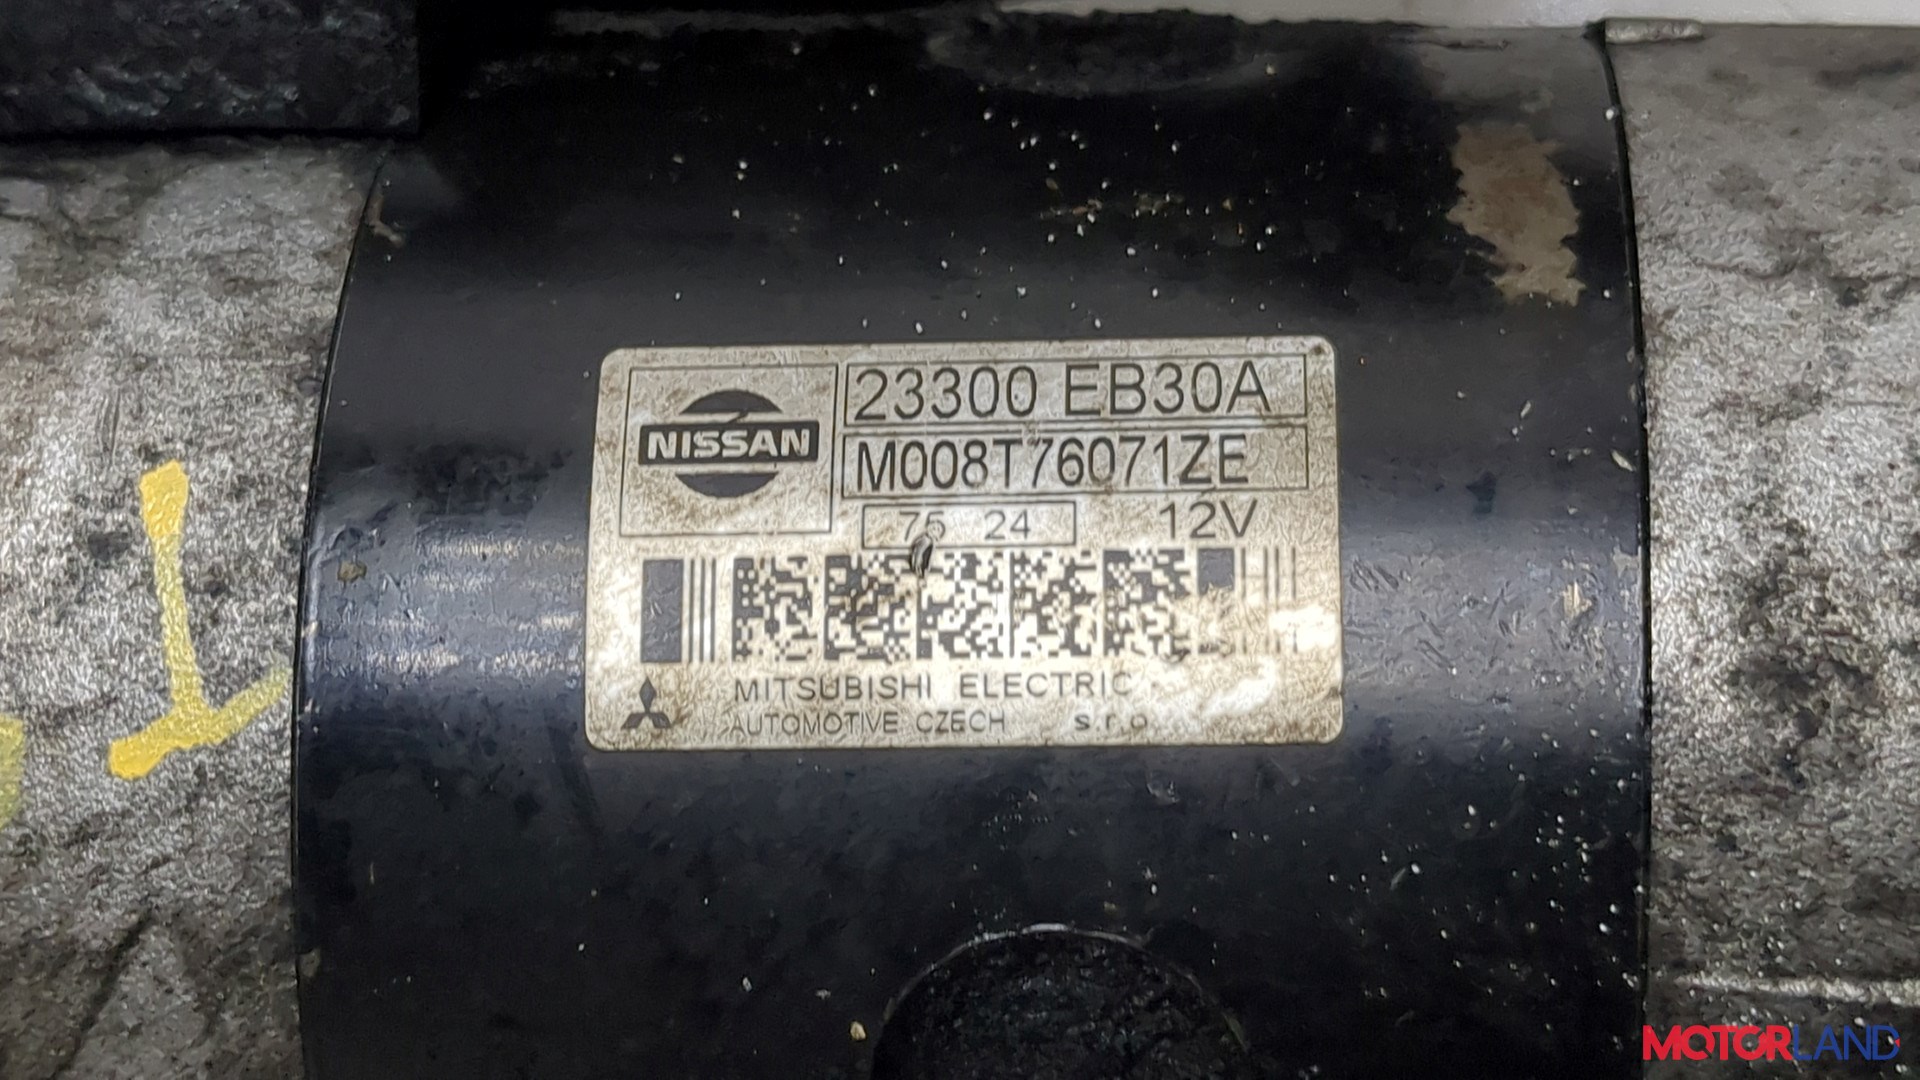 NISSAN
23300 EB30A
M008T76071ZE
75 24
12V
MITSUBISHI ELECTRIC
AUTOMOTIVE CZECH s.r.o
MOTORLAND